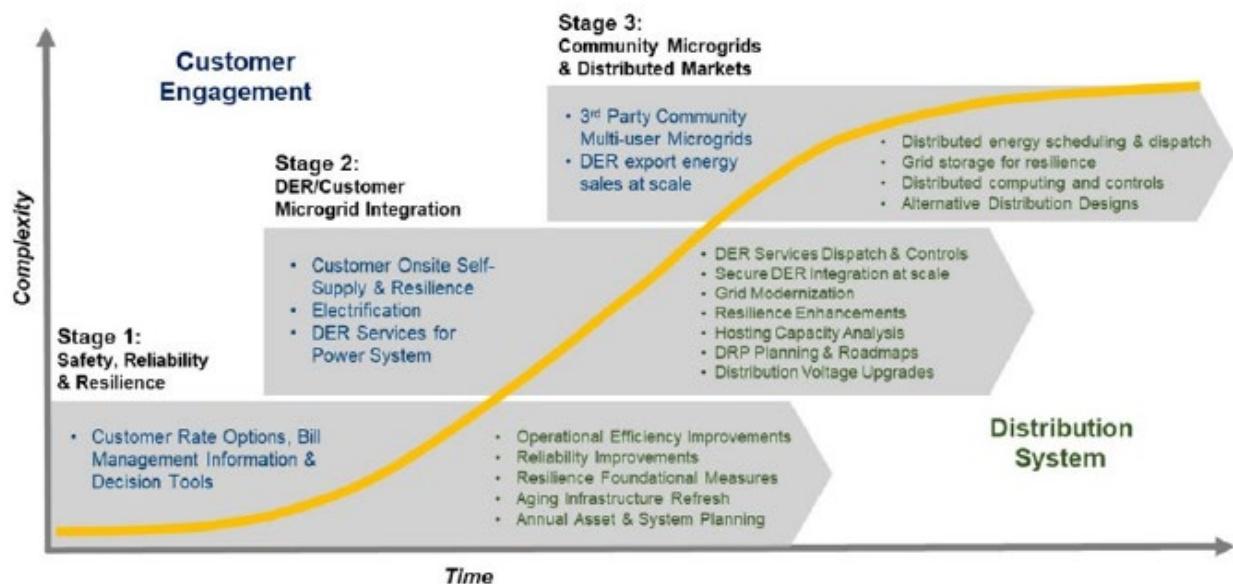 Customer
Engagement
Stage 3:
Community Microgrids
& Distributed Markets
• 3rd Party Community
Multi-user Microgrids
• DER export energy
sales at scale
• Distributed energy scheduling & dispatch
• Grid storage for resilience
• Distributed computing and controls
• Alternative Distribution Designs
Stage 2:
DER/Customer
Microgrid Integration
• Customer Onsite Self-
Supply & Resilience
• Electrification
• DER Services for
Power System
• DER Services Dispatch & Controls
• Secure DER Integration at scale
• Grid Modernization
• Resilience Enhancements
• Hosting Capacity Analysis
• DRP Planning & Roadmaps
• Distribution Voltage Upgrades
Stage 1:
Safety, Reliability
& Resilience
• Customer Rate Options, Bill
Management Information &
Decision Tools
• Operational Efficiency Improvements
• Reliability Improvements
• Resilience Foundational Measures
• Aging Infrastructure Refresh
• Annual Asset & System Planning
Distribution
System
Complexity
Time